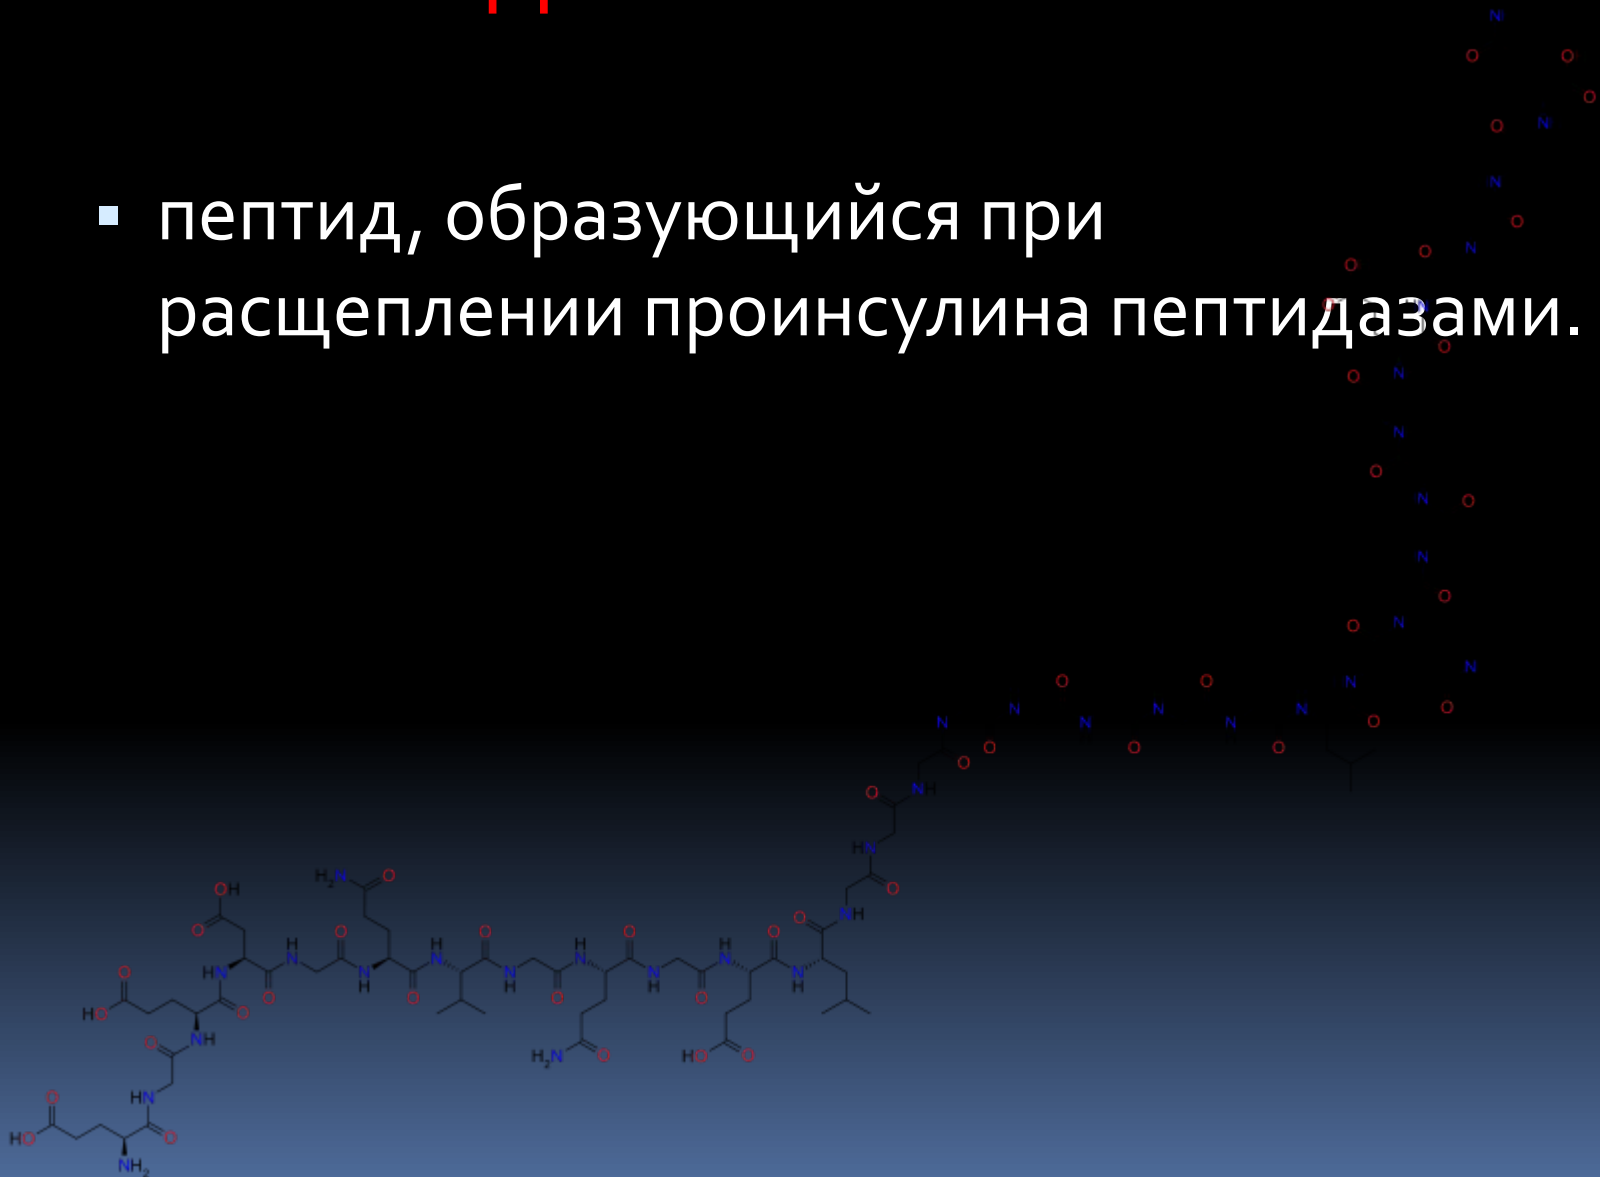 пептид, образующийся при
расщеплении проинсулина пептидазами.